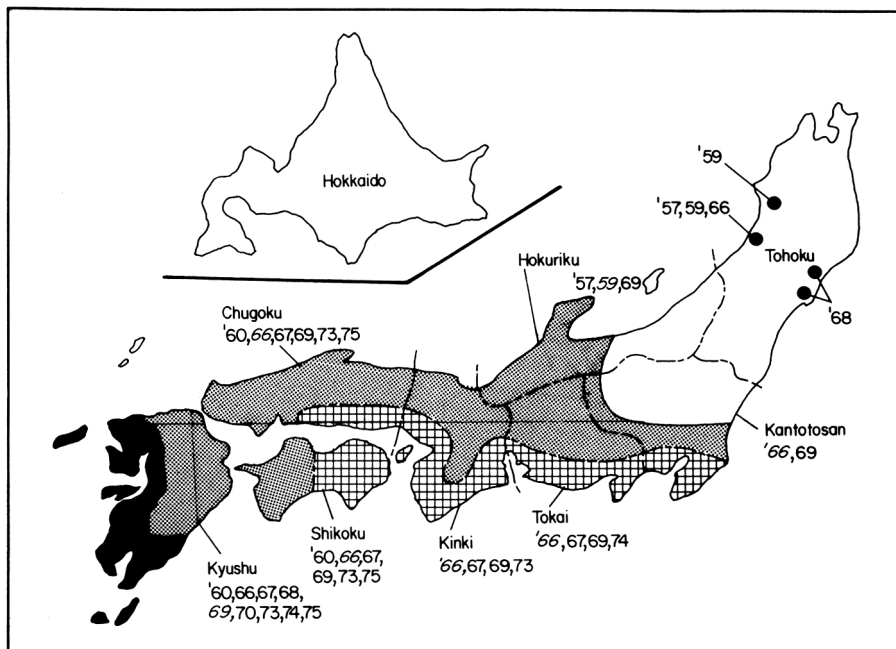 Hokkaido
'59
'57,59,66
Tohoku
'68
Hokuriku
'57,59,69
Chugoku
'60,66,67,69,73,75
Kantotosan
'66,69
Shikoku
'60,66,67,
69,73,75
Kinki
'66,67,69,73
Tokai
'66,67,69,74
Kyushu
'60,66,67,68,
69,70,73,74,75